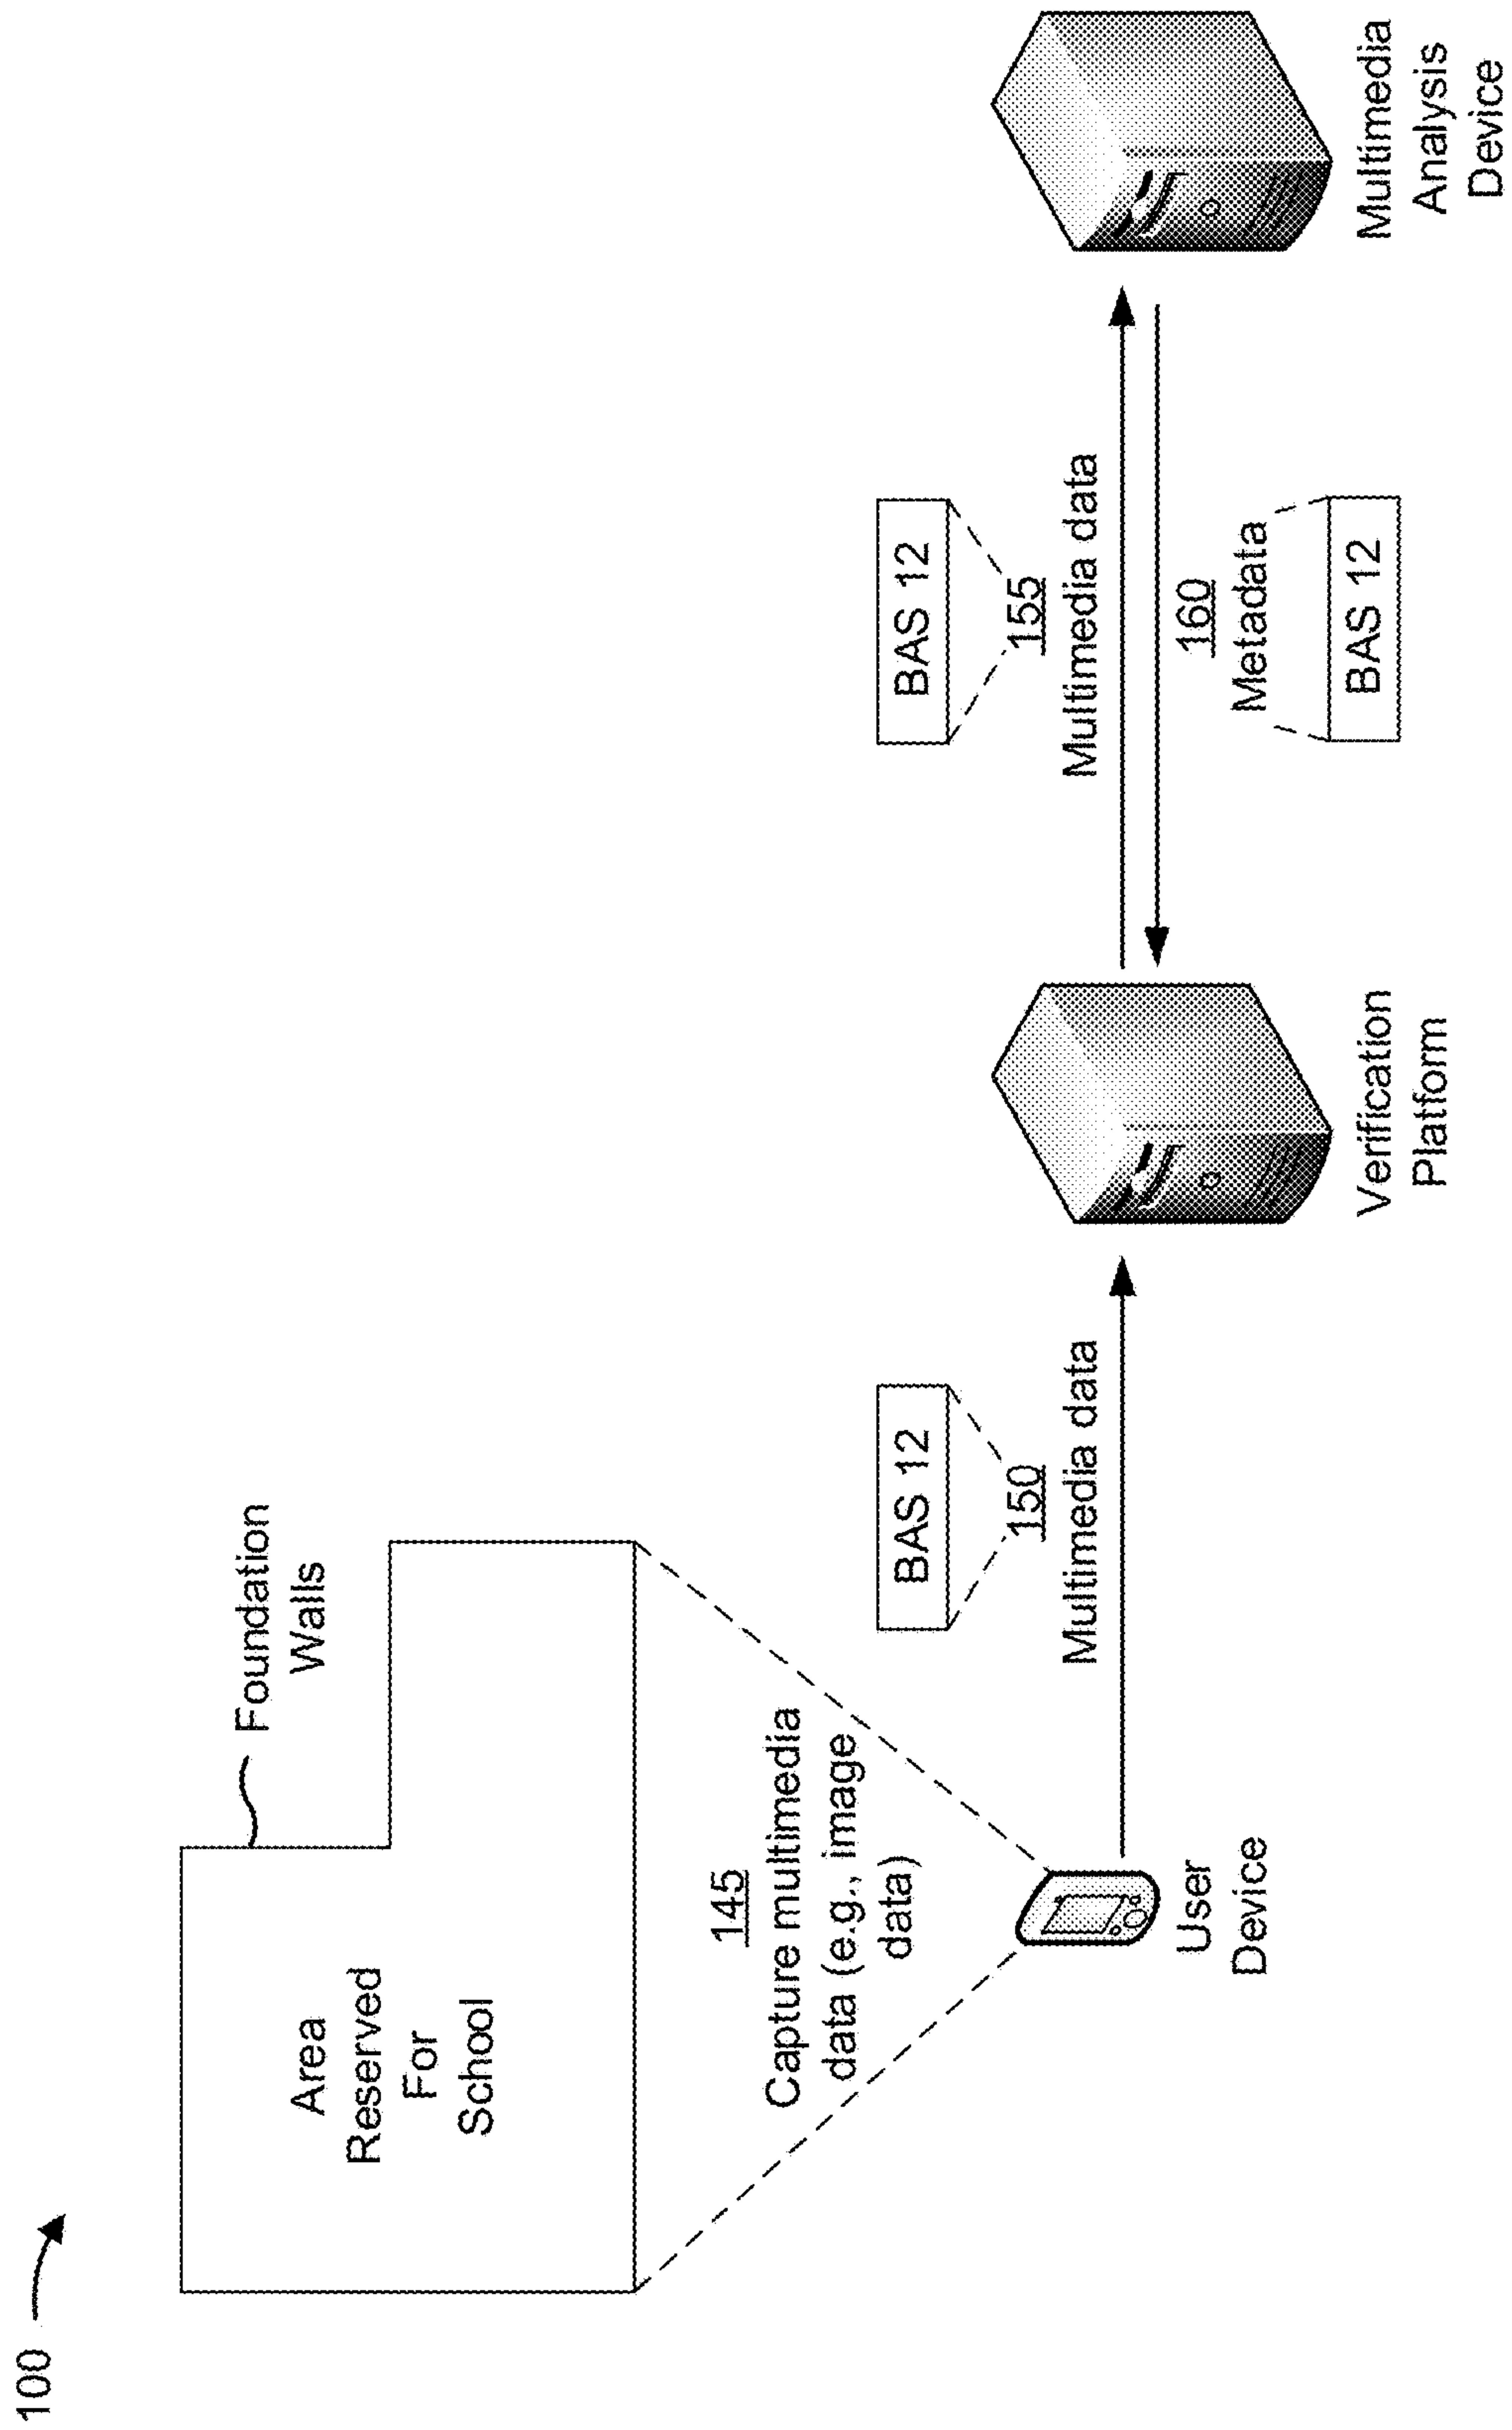 100
Foundation
Walls
Area
Reserved
For
School
145
Capture multimedia
data (e.g., image
data)
User
Device
BAS 12
150
Multimedia data
Verification
Platform
BAS 12
155
Multimedia data
160
Metadata
BAS 12
Multimedia
Analysis
Device